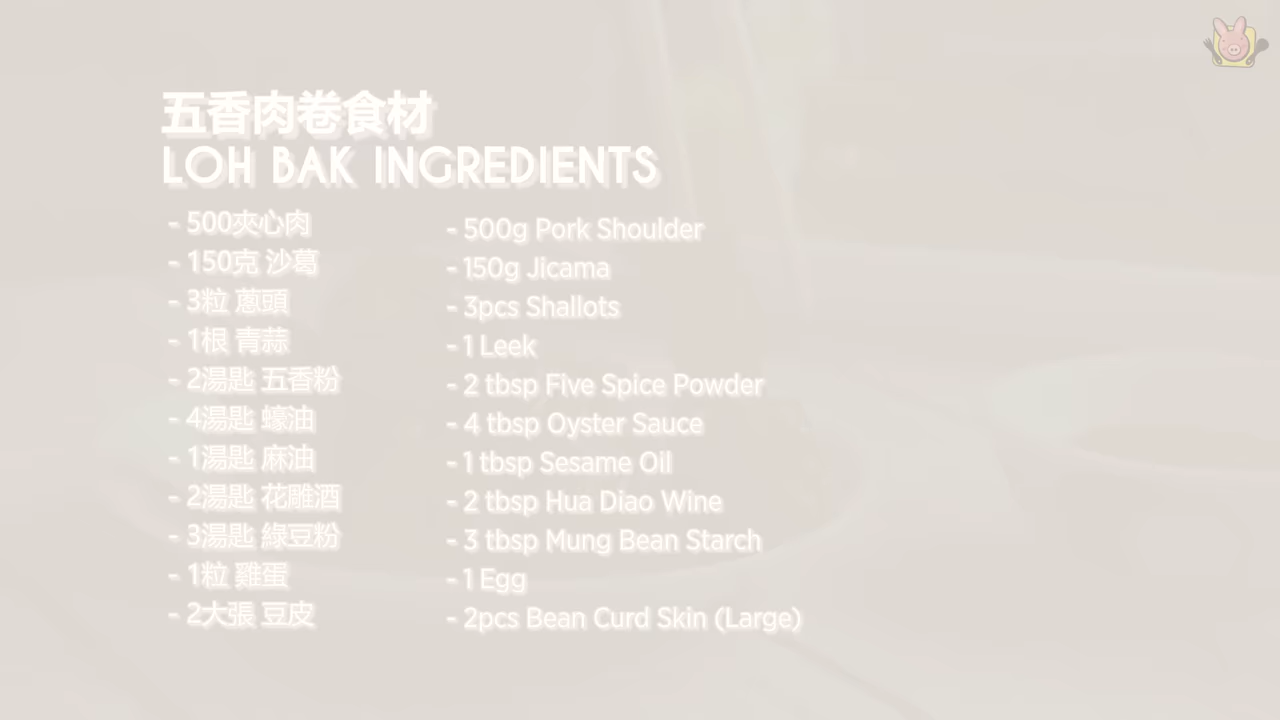 五香肉卷食材
LOH BAK INGREDIENTS
- 500夾心肉
- 150克 沙葛
- 3粒 蔥頭
- 1根 青蒜
- 2湯匙 五香粉
- 4湯匙 蠔油
- 1湯匙 麻油
- 2湯匙 花雕酒
- 3湯匙 綠豆粉
- 1粒 雞蛋
- 2大張 豆皮
- 500g Pork Shoulder
- 150g Jicama
- 3pcs Shallots
- 1 Leek
- 2 tbsp Five Spice Powder
- 4 tbsp Oyster Sauce
- 1 tbsp Sesame Oil
- 2 tbsp Hua Diao Wine
- 3 tbsp Mung Bean Starch
- 1 Egg
- 2pcs Bean Curd Skin (Large)